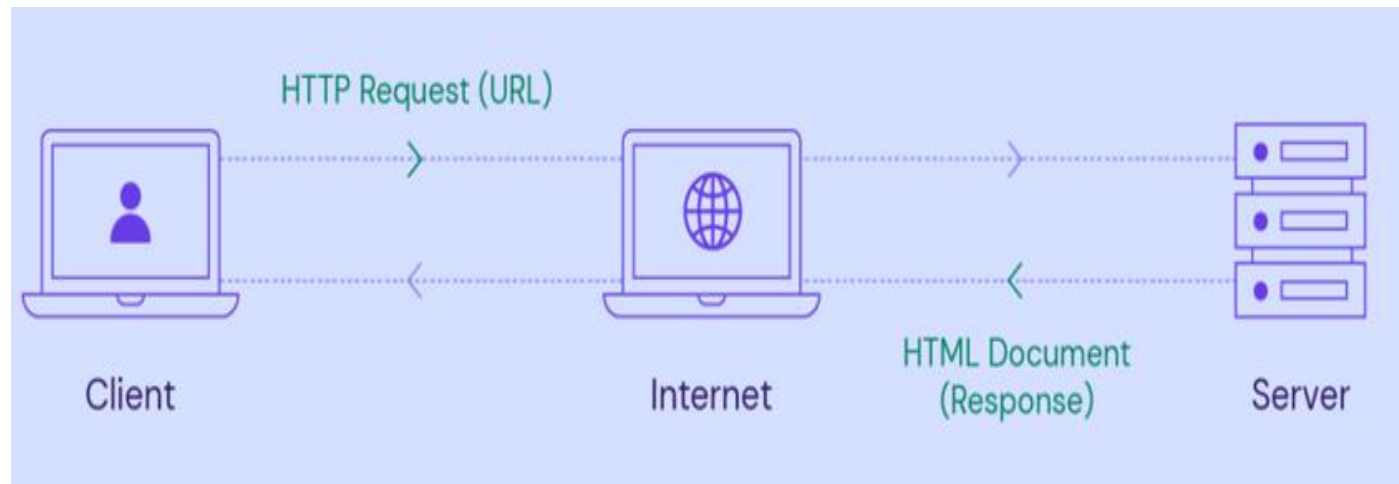 HTTP Request (URL)
HTML Document
(Response)
Client
Internet
Server